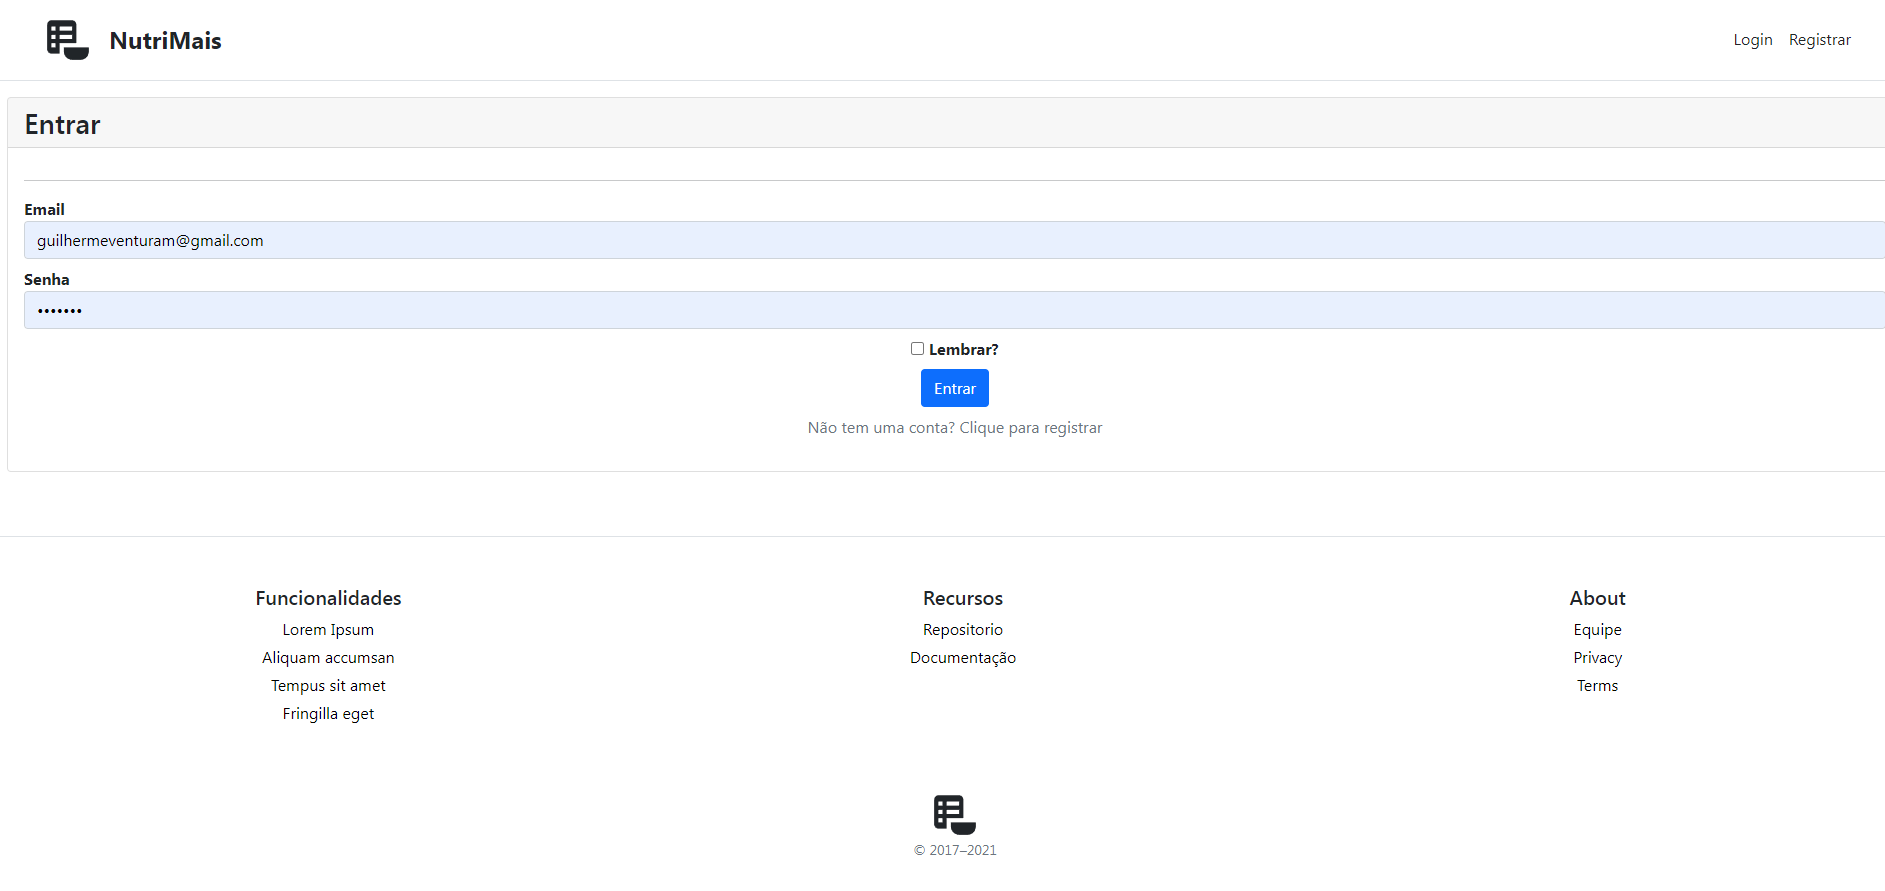 NutriMais
Login Registrar
Entrar
Email
guilhermeventuram@gmail.com
Senha
•••••••
Lembrar?
Entrar
Não tem uma conta? Clique para registrar
Funcionalidades
Lorem Ipsum
Aliquam accumsan
Tempus sit amet
Fringilla eget
Recursos
Repositorio
Documentação
About
Equipe
Privacy
Terms
© 2017–2021